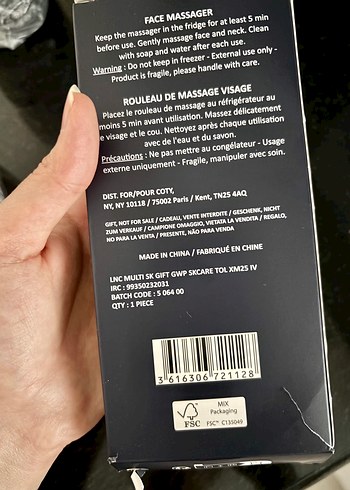 FACE MASSAGER
Keep the massager in the fridge for at least 5 min
before use. Gently massage face and neck. Clean
with soap and water after each use.
Warning : Do not keep in freezer - External use only -
Product is fragile, please handle with care.
ROULEAU DE MASSAGE VISAGE
Placez le rouleau de massage au réfrigérateur au
moins 5 min avant utilisation. Massez délicatement
le visage et le cou. Nettoyez après chaque utilisation
avec de l'eau et du savon.
Précautions : Ne pas mettre au congélateur - Usage
externe uniquement - Fragile, manipuler avec soin.
DIST. FOR/POUR COTY,
NY, NY 10118 / 75002 Paris / Kent, TN25 4AQ
GIFT, NOT FOR SALE / CADEAU, VENTE INTERDITE / GESCHENK, NICHT
ZUM VERKAUF / CAMPIONE OMAGGIO, VIETATA LA VENDITA / REGALO,
NO PARA LA VENTA / PRESENTE, NÃO PARA VENDA
MADE IN CHINA / FABRIQUÉ EN CHINE
LNC MULTI SK GIFT GWP SKCARE TOL XM25 IV
IRC : 99350232031
BATCH CODE : 5 064 00
QTY : 1 PIECE
3 616306 721128
MIX
Packaging
FSC
FSC™ C135049